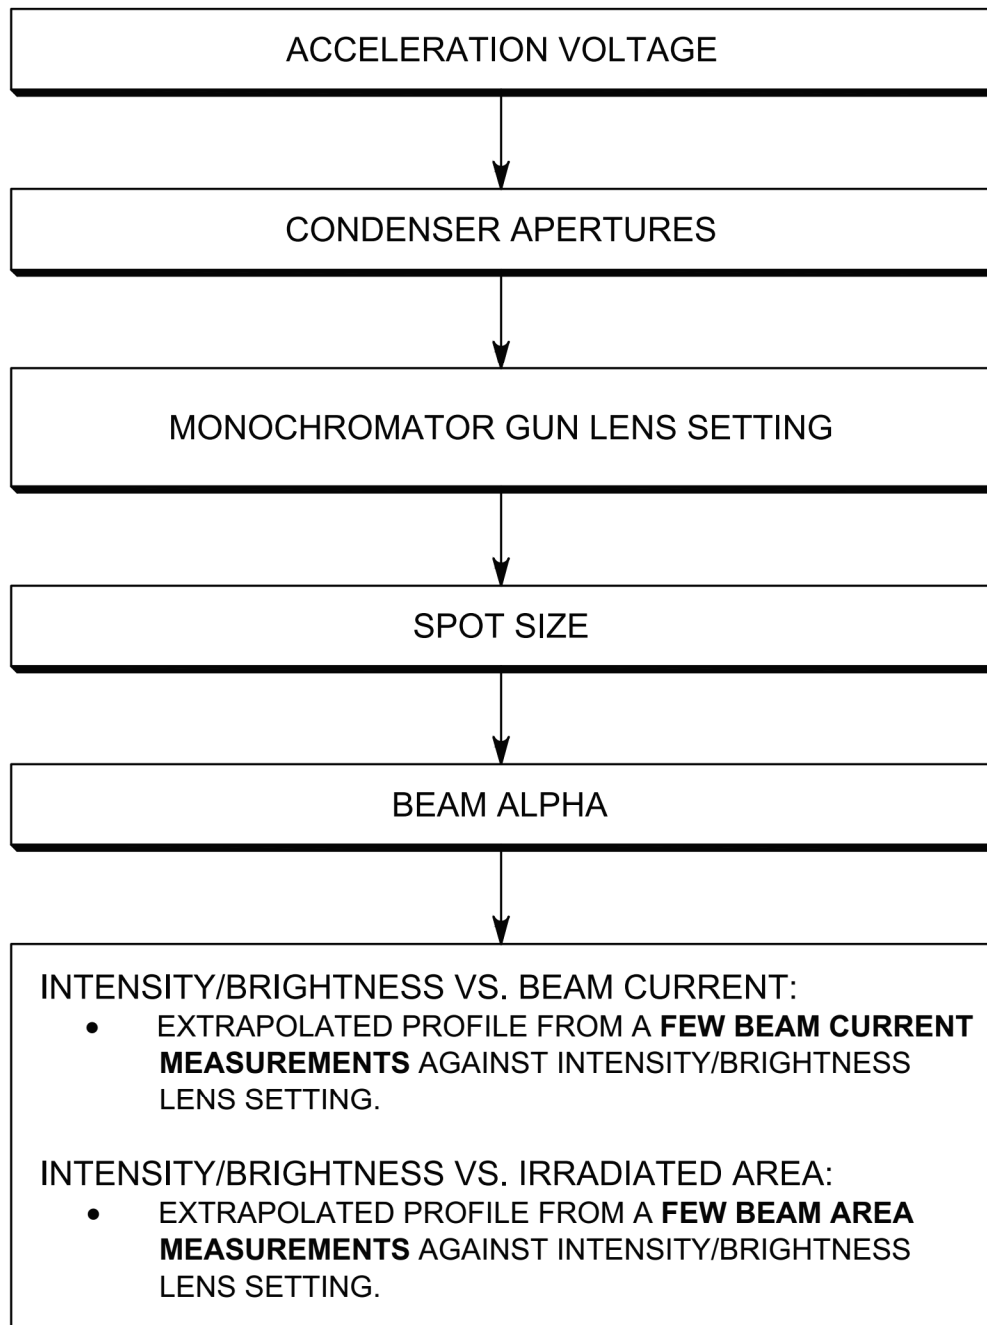 ACCELERATION VOLTAGE
CONDENSER APERTURES
MONOCHROMATOR GUN LENS SETTING
SPOT SIZE
BEAM ALPHA
INTENSITY/BRIGHTNESS VS. BEAM CURRENT:
• EXTRAPOLATED PROFILE FROM A FEW BEAM CURRENT
MEASUREMENTS AGAINST INTENSITY/BRIGHTNESS
LENS SETTING.
INTENSITY/BRIGHTNESS VS. IRRADIATED AREA:
• EXTRAPOLATED PROFILE FROM A FEW BEAM AREA
MEASUREMENTS AGAINST INTENSITY/BRIGHTNESS
LENS SETTING.